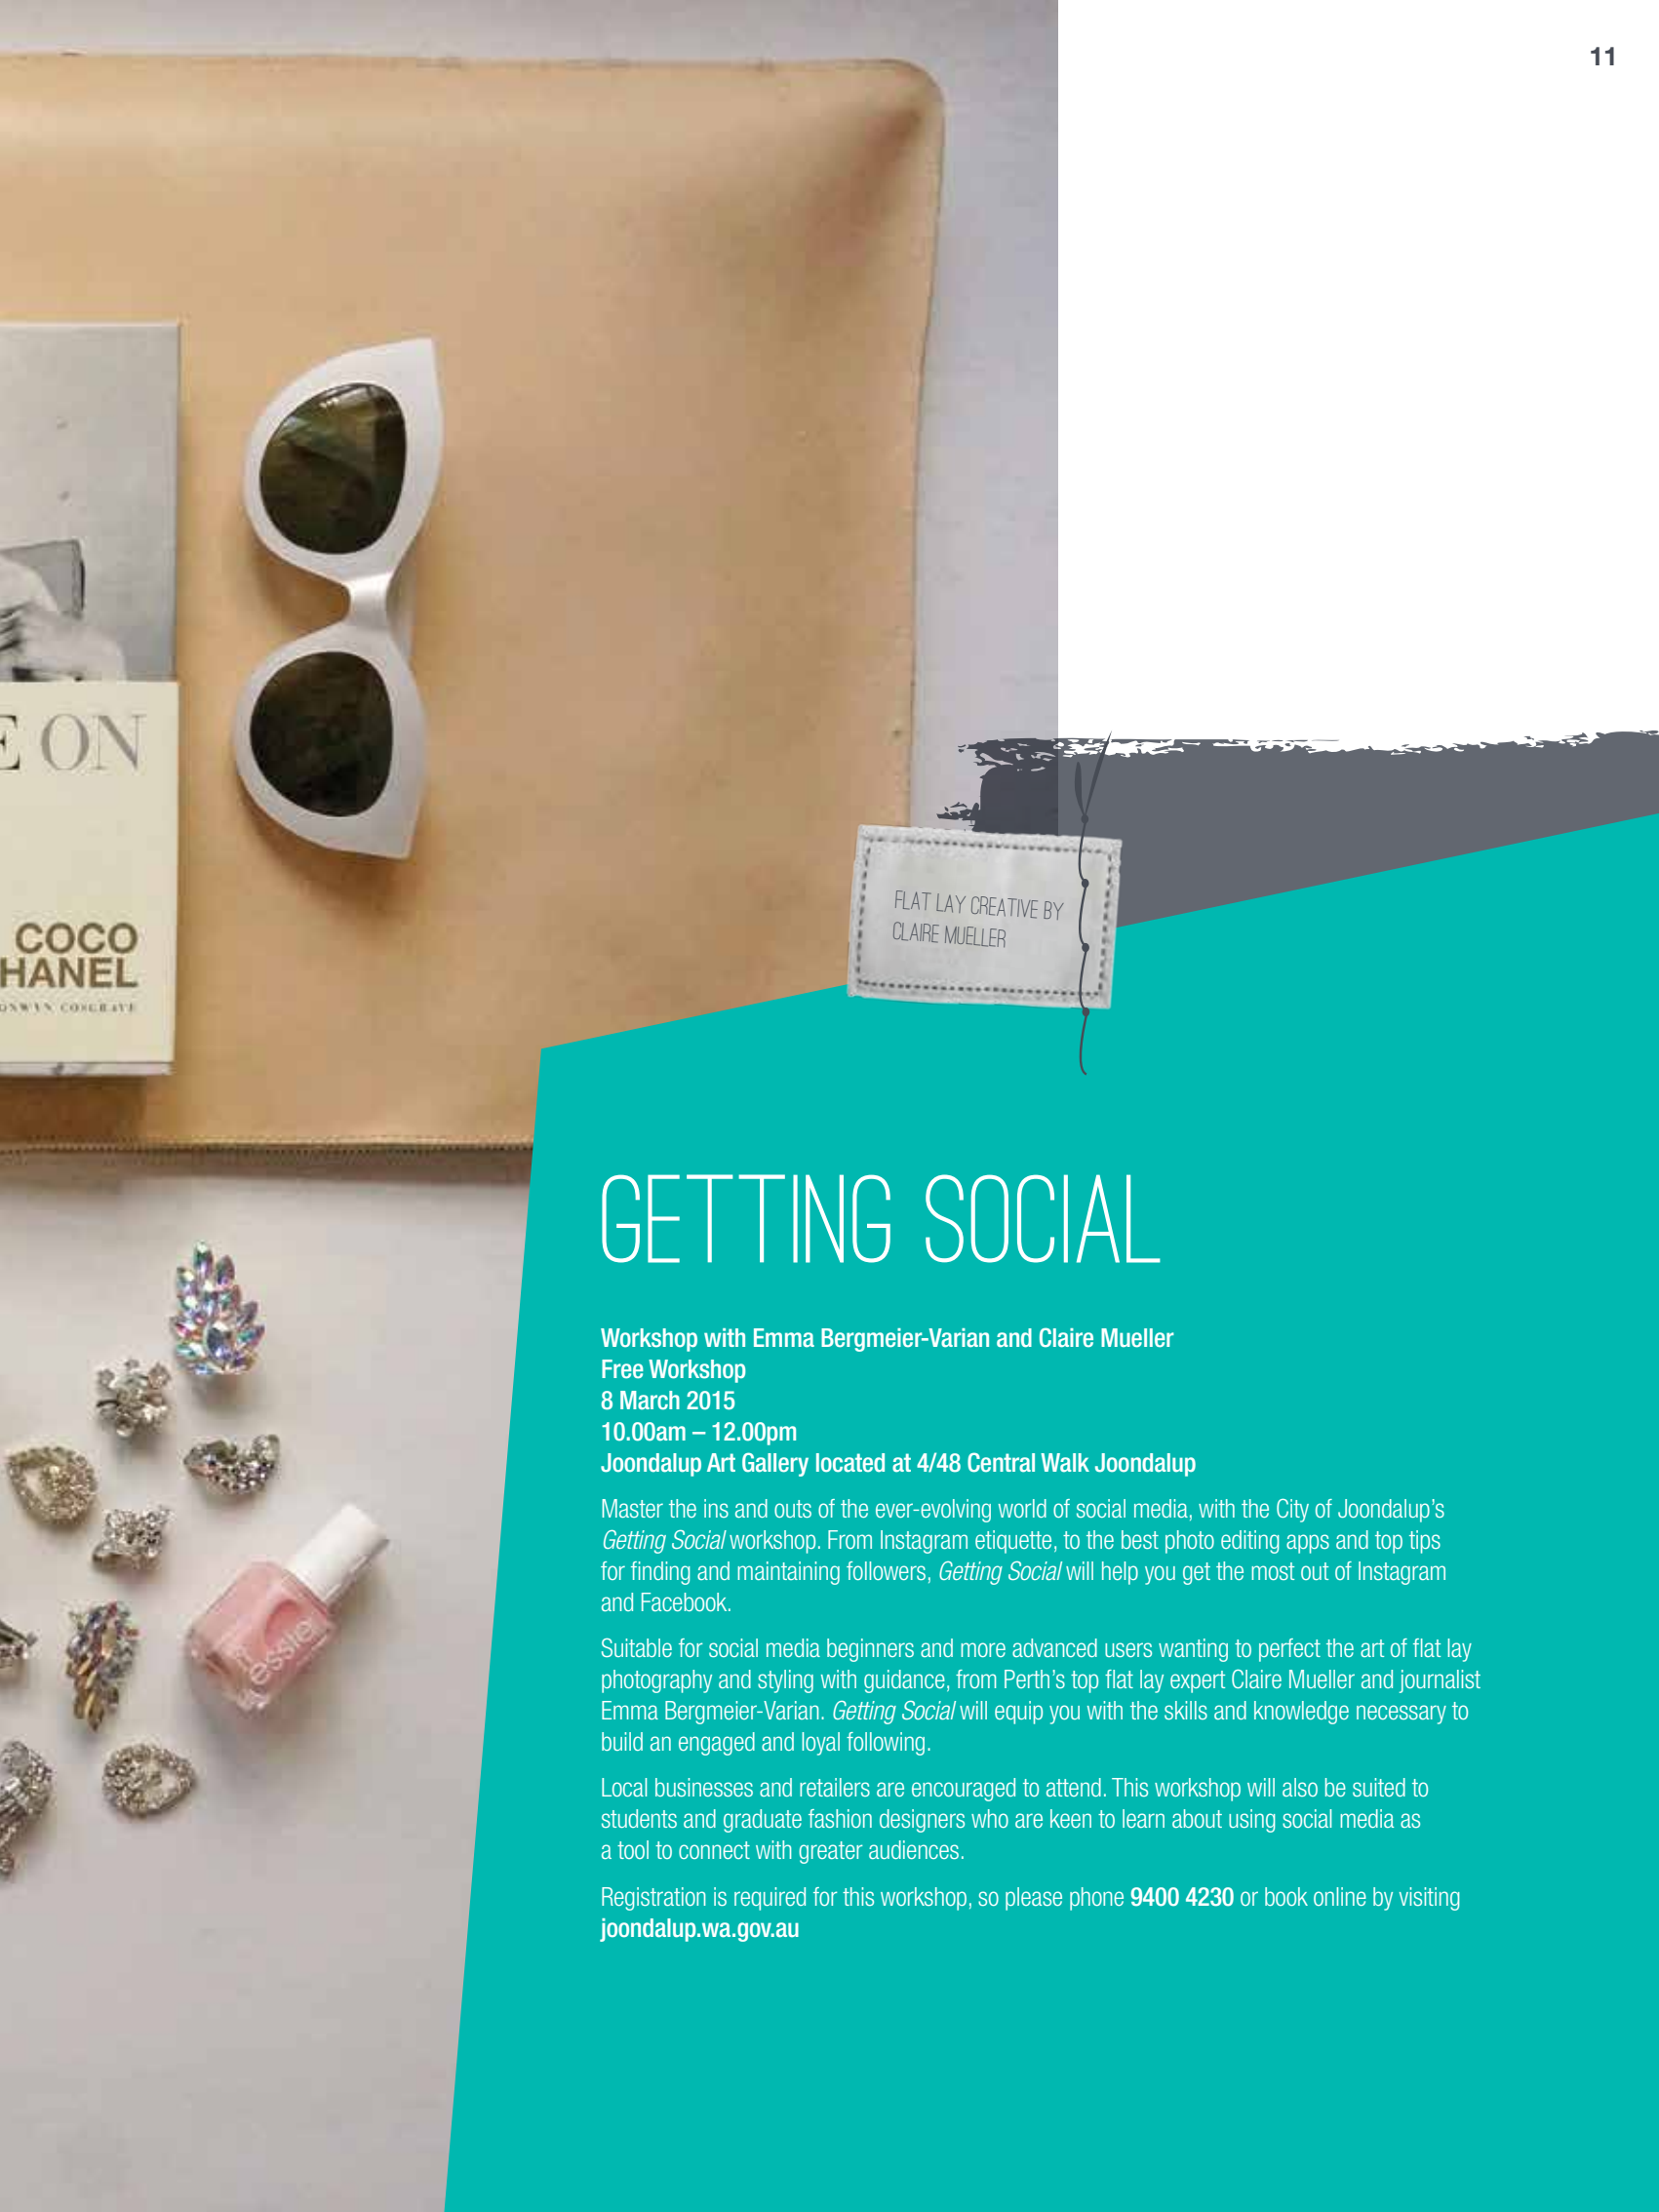 11
E ON
COCO
HANEL
ONWYN COSGRAVE
FLAT LAY CREATIVE BY
CLAIRE MUELLER
essie
GETTING SOCIAL
Workshop with Emma Bergmeier-Varian and Claire Mueller
Free Workshop
8 March 2015
10.00am – 12.00pm
Joondalup Art Gallery located at 4/48 Central Walk Joondalup
Master the ins and outs of the ever-evolving world of social media, with the City of Joondalup’s
Getting Social workshop. From Instagram etiquette, to the best photo editing apps and top tips
for finding and maintaining followers, Getting Social will help you get the most out of Instagram
and Facebook.
Suitable for social media beginners and more advanced users wanting to perfect the art of flat lay
photography and styling with guidance, from Perth’s top flat lay expert Claire Mueller and journalist
Emma Bergmeier-Varian. Getting Social will equip you with the skills and knowledge necessary to
build an engaged and loyal following.
Local businesses and retailers are encouraged to attend. This workshop will also be suited to
students and graduate fashion designers who are keen to learn about using social media as
a tool to connect with greater audiences.
Registration is required for this workshop, so please phone 9400 4230 or book online by visiting
joondalup.wa.gov.au